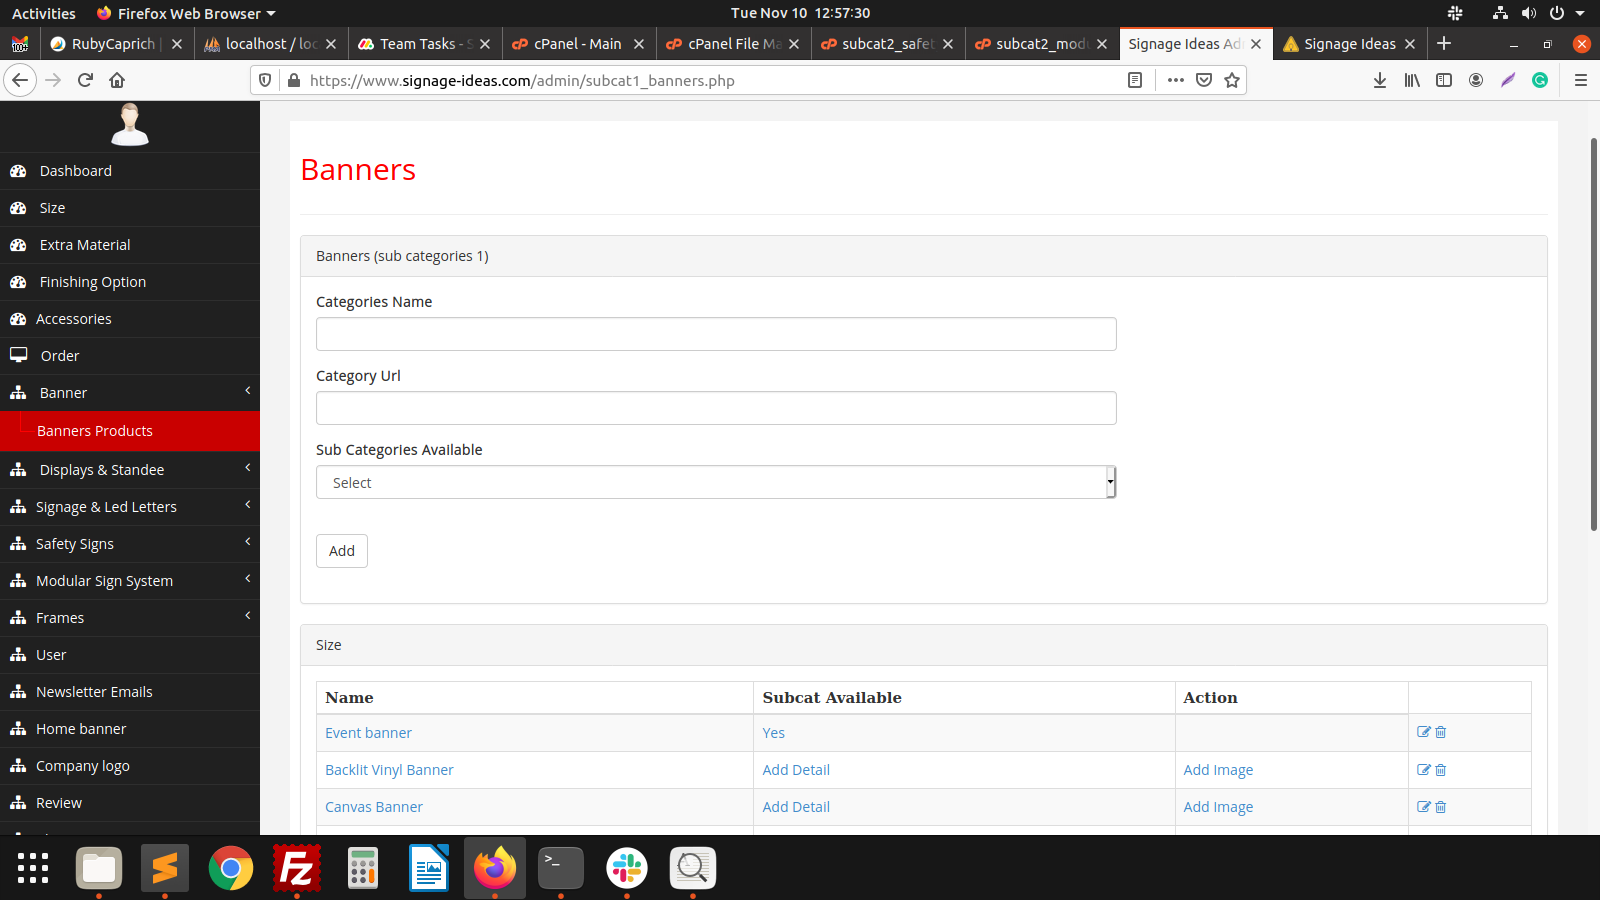 Activities Firefox Web Browser Tue Nov 10 12:57:30
100+ RubyCaprich | localhost / loc Team Tasks - S cPanel - Main cPanel File Ma subcat2_safet subcat2_modu Signage Ideas Ad Signage Ideas
https://www.signage-ideas.com/admin/subcat1_banners.php
Dashboard
Size
Extra Material
Finishing Option
Accessories
Order
Banner
Banners Products
Displays & Standee
Signage & Led Letters
Safety Signs
Modular Sign System
Frames
User
Newsletter Emails
Home banner
Company logo
Review
Banners
Banners (sub categories 1)
Categories Name
Category Url
Sub Categories Available
Select
Add
Size
Name Subcat Available Action
Event banner Yes
Backlit Vinyl Banner Add Detail Add Image
Canvas Banner Add Detail Add Image